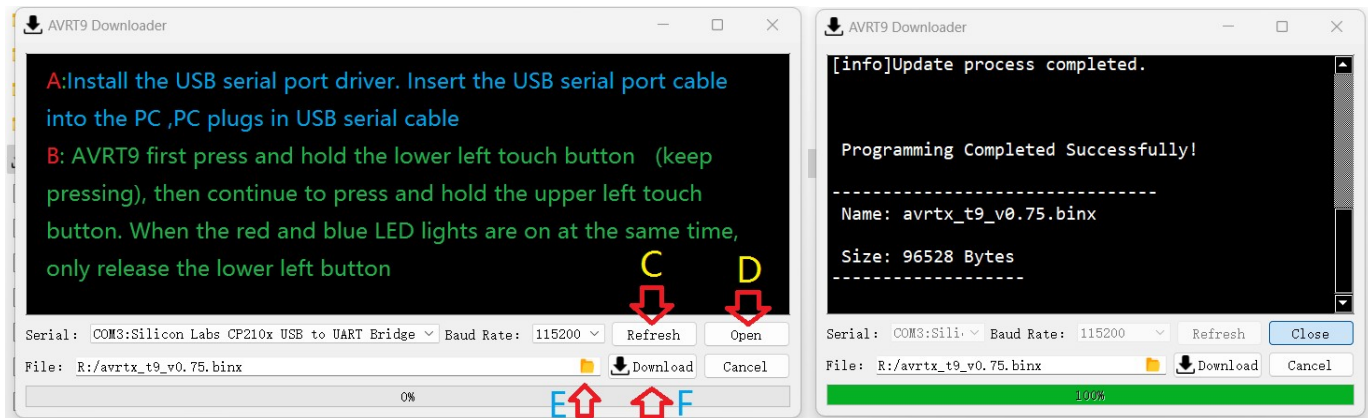 AVRT9 Downloader
A:Install the USB serial port driver. Insert the USB serial port cable
into the PC ,PC plugs in USB serial cable
B: AVRT9 first press and hold the lower left touch button (keep
pressing), then continue to press and hold the upper left touch
button. When the red and blue LED lights are on at the same time,
only release the lower left button
C
D
Serial: COM3:Silicon Labs CP210x USB to UART Bridge Baud Rate: 115200 Refresh Open
File: R:/avrtx_t9_v0.75.binx Download Cancel
0%
E
F
AVRT9 Downloader
[info]Update process completed.
Programming Completed Successfully!
--------------------------------
Name: avrtx_t9_v0.75.binx
Size: 96528 Bytes
-------------------
Serial: COM3:Sili Baud Rate: 115200 Refresh Close
File: R:/avrtx_t9_v0.75.binx Download Cancel
100%